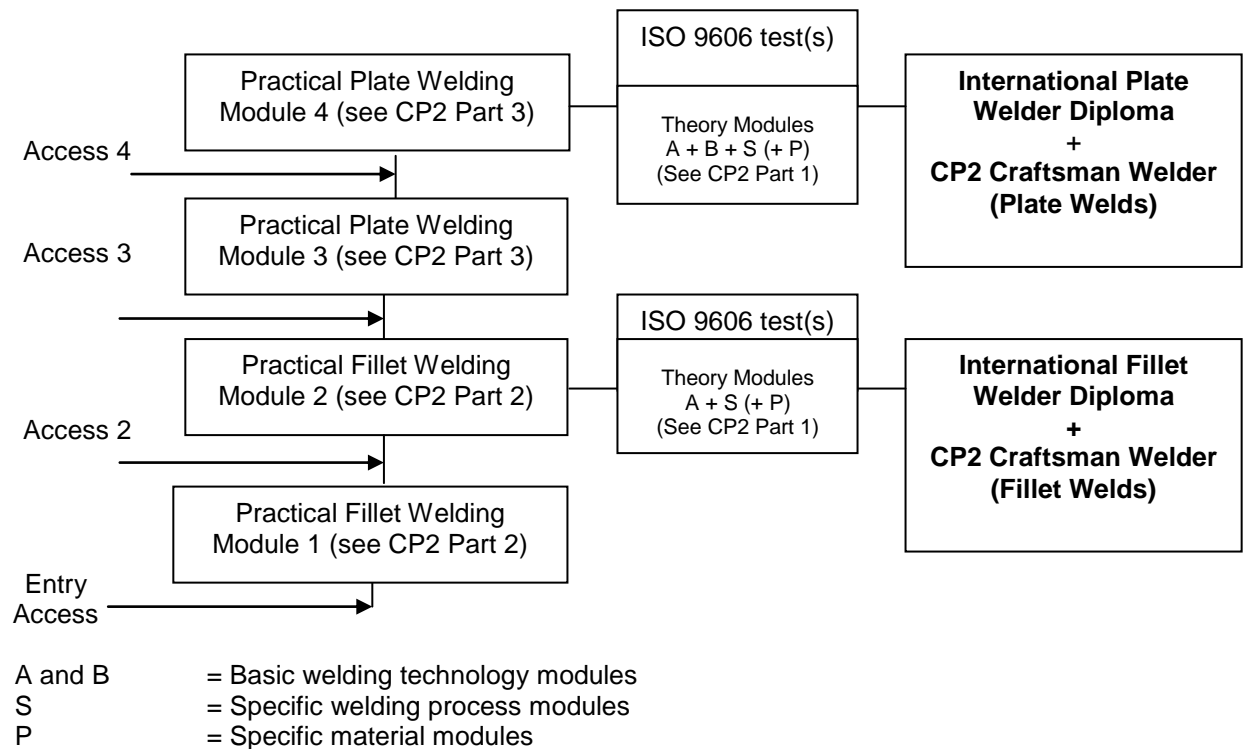 ISO 9606 test(s)
Practical Plate Welding
Module 4 (see CP2 Part 3)
Theory Modules
A + B + S (+ P)
(See CP2 Part 1)
International Plate
Welder Diploma
+
CP2 Craftsman Welder
(Plate Welds)
Access 4
Practical Plate Welding
Module 3 (see CP2 Part 3)
Access 3
ISO 9606 test(s)
Practical Fillet Welding
Module 2 (see CP2 Part 2)
Theory Modules
A + S (+ P)
(See CP2 Part 1)
International Fillet
Welder Diploma
+
CP2 Craftsman Welder
(Fillet Welds)
Access 2
Practical Fillet Welding
Module 1 (see CP2 Part 2)
Entry
Access
A and B = Basic welding technology modules
S = Specific welding process modules
P = Specific material modules